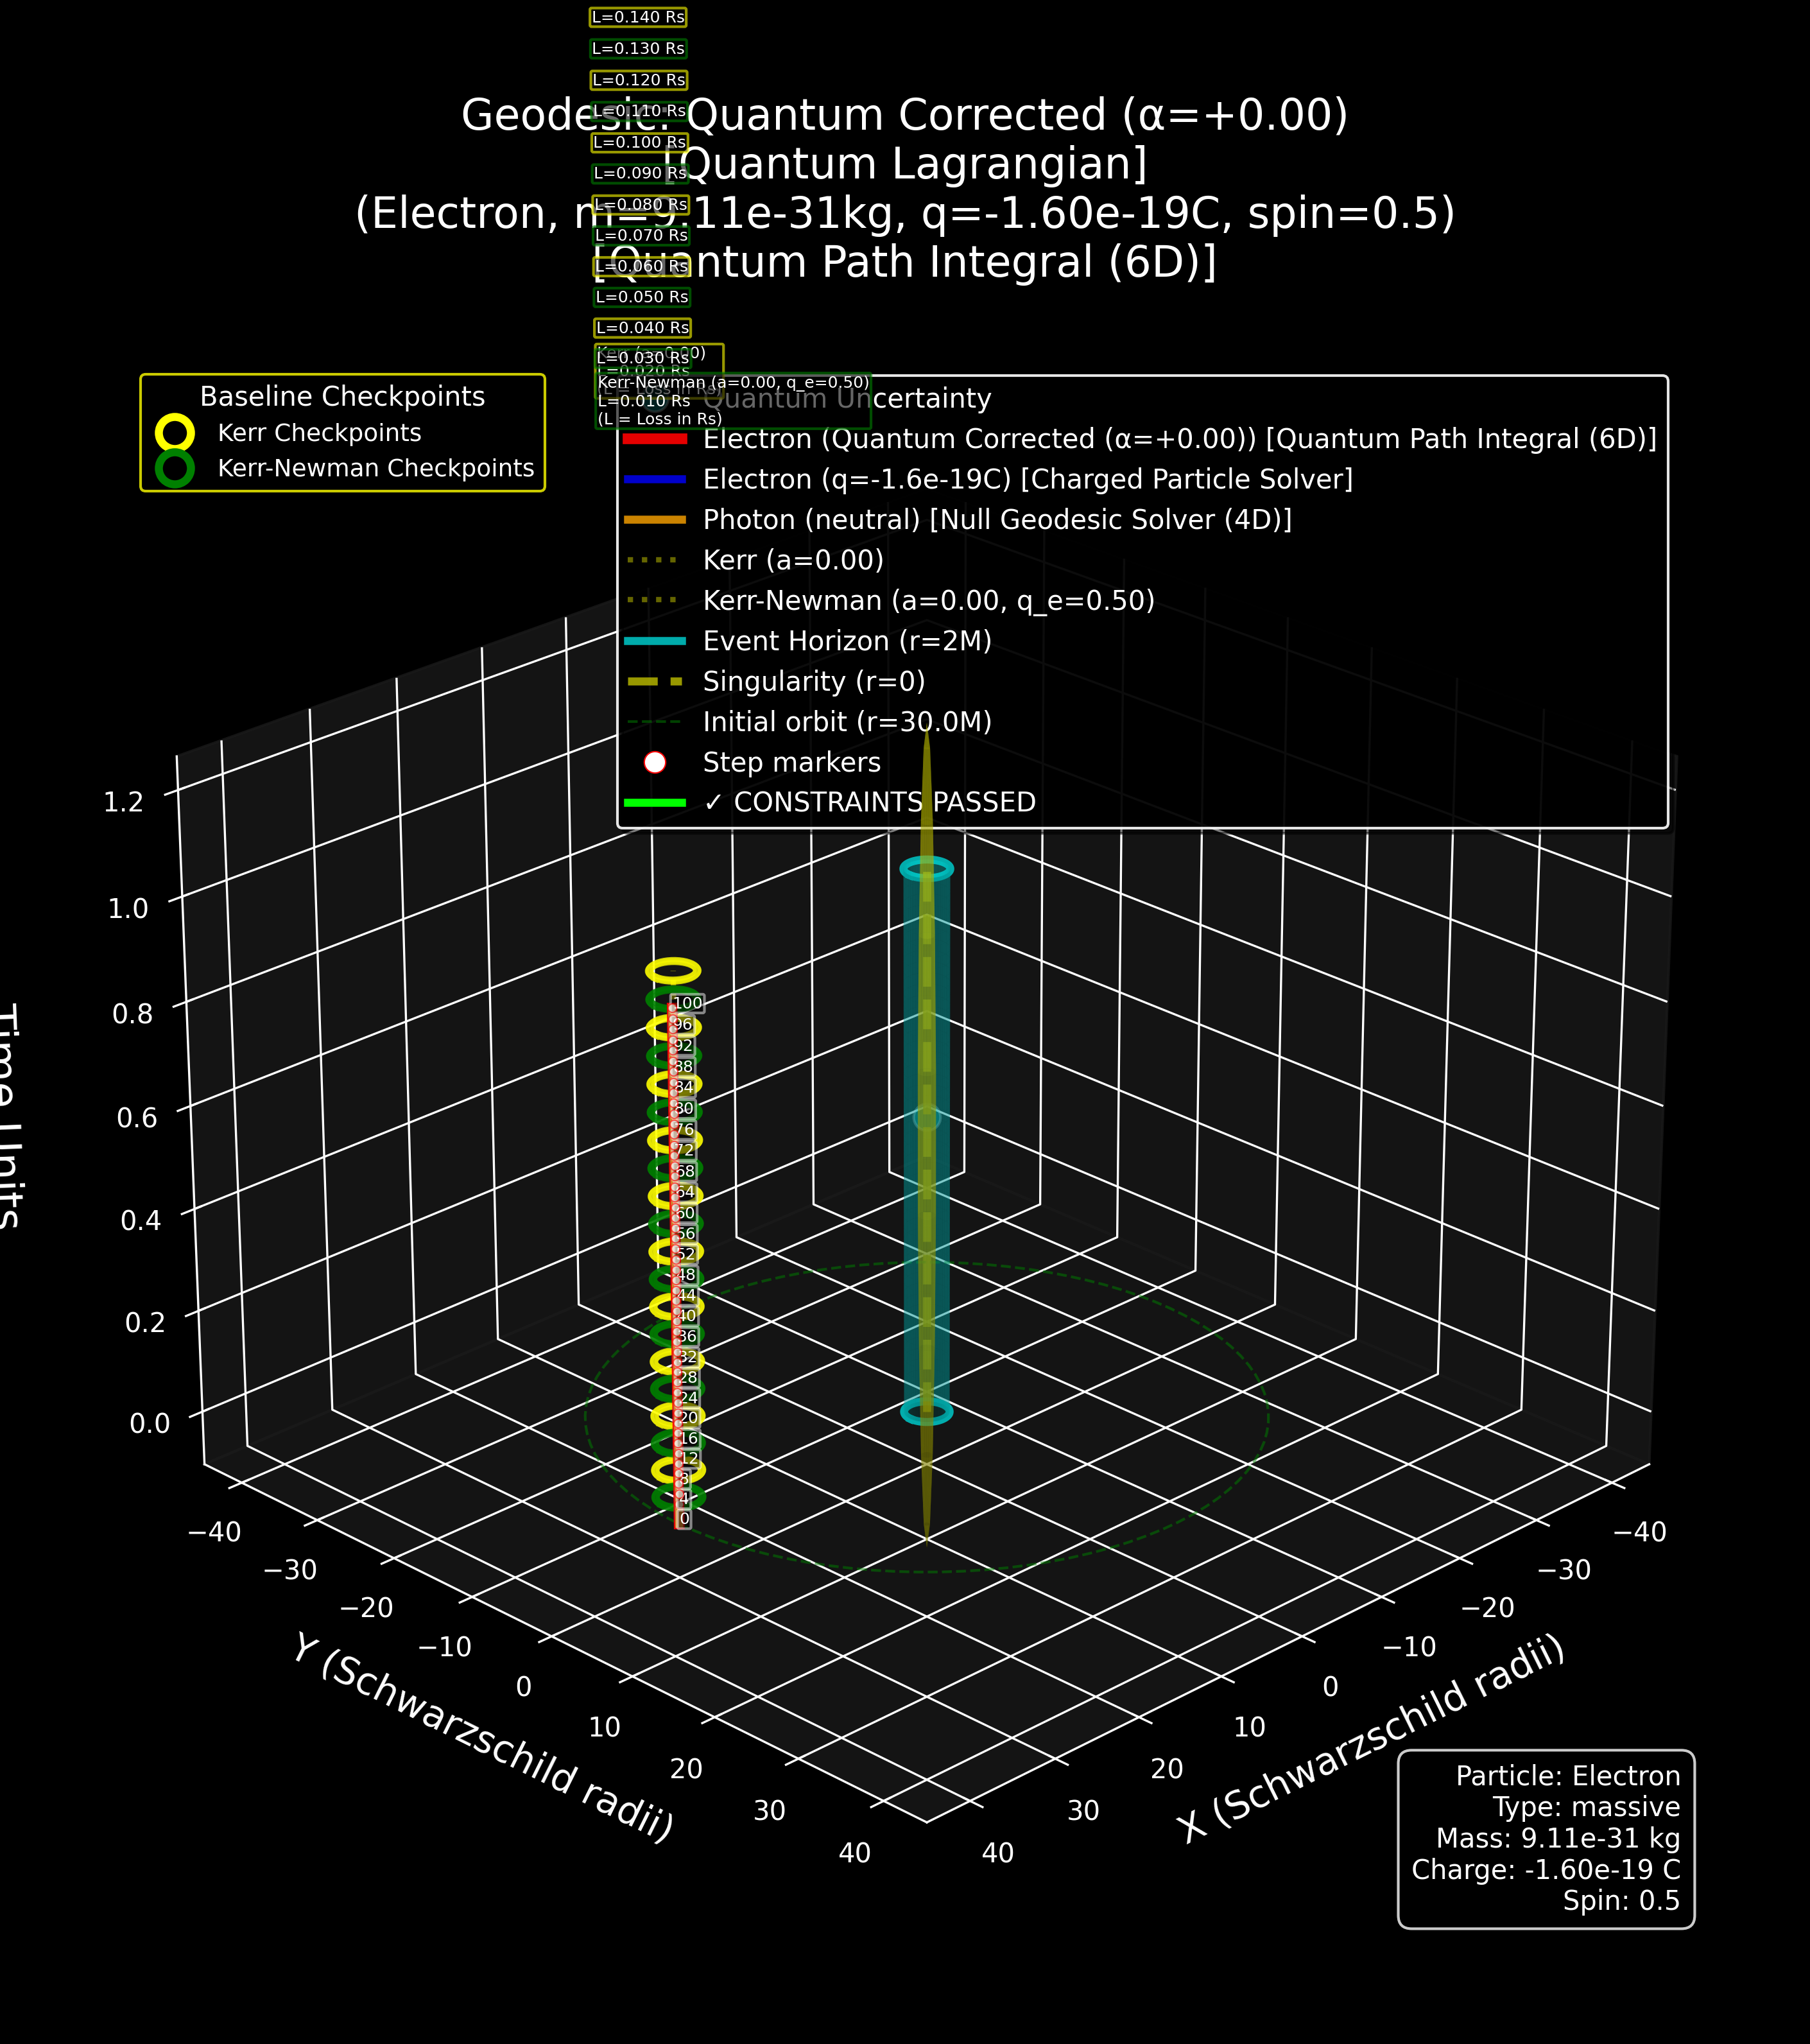 L=0.140 Rs
L=0.130 Rs
L=0.120 Rs
L=0.110 Rs
L=0.100 Rs
L=0.090 Rs
L=0.080 Rs
L=0.070 Rs
L=0.060 Rs
L=0.050 Rs
L=0.040 Rs
Geodesic: Quantum Corrected (α=+0.00)
[Quantum Lagrangian]
(Electron, m=9.11e-31kg, q=-1.60e-19C, spin=0.5)
[Quantum Path Integral (6D)]
Kerr (a=0.00)
L=0.030 Rs
L=0.020 Rs
(L = Loss in Rs)
Kerr-Newman (a=0.00, q_e=0.50)
L=0.010 Rs
(L = Loss in Rs)
Baseline Checkpoints
Kerr Checkpoints
Kerr-Newman Checkpoints
Quantum Uncertainty
Electron (Quantum Corrected (α=+0.00)) [Quantum Path Integral (6D)]
Electron (q=-1.6e-19C) [Charged Particle Solver]
Photon (neutral) [Null Geodesic Solver (4D)]
Kerr (a=0.00)
Kerr-Newman (a=0.00, q_e=0.50)
Event Horizon (r=2M)
Singularity (r=0)
Initial orbit (r=30.0M)
Step markers
✓ CONSTRAINTS PASSED
1.2
1.0
0.8
0.6
0.4
0.2
0.0
Time Units
100
96
92
88
84
80
76
72
68
64
60
56
52
48
44
40
36
32
28
24
20
16
12
8
4
0
−40
−30
−20
−10
0
10
20
30
40
Y (Schwarzschild radii)
−40
−30
−20
−10
0
10
20
30
40
X (Schwarzschild radii)
Particle: Electron
Type: massive
Mass: 9.11e-31 kg
Charge: -1.60e-19 C
Spin: 0.5